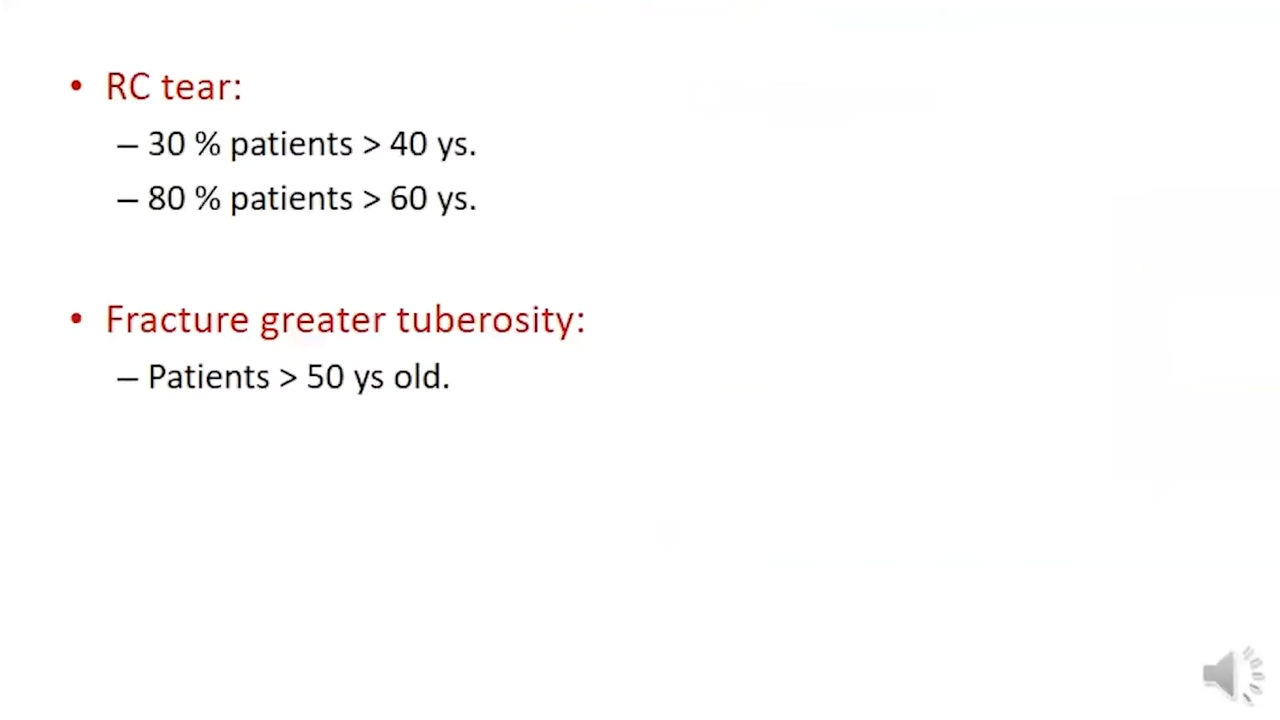 • RC tear:
– 30 % patients > 40 ys.
– 80 % patients > 60 ys.
• Fracture greater tuberosity:
– Patients > 50 ys old.